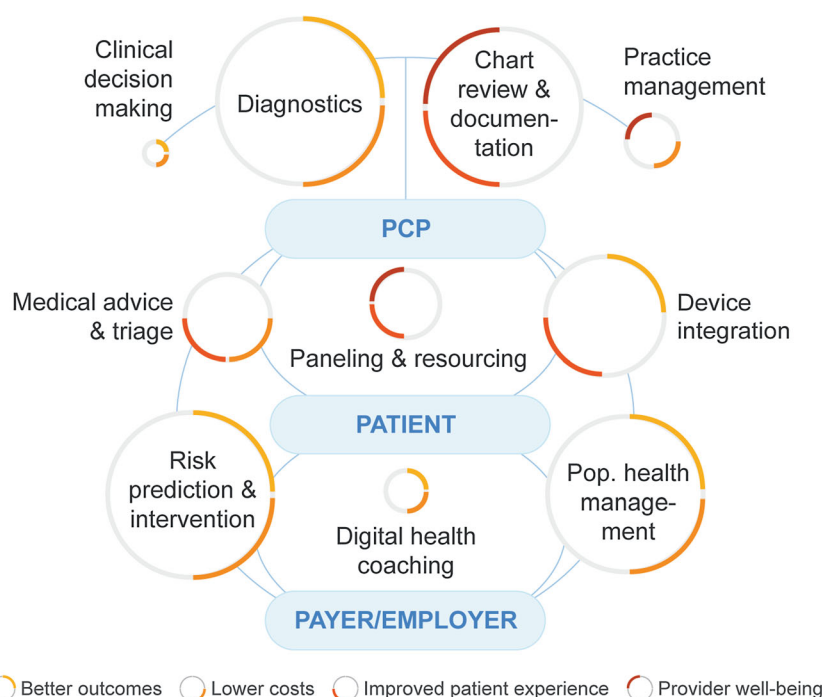 Clinical
decision
making
Diagnostics
Chart
review &
documen-
tation
Practice
management
PCP
Medical advice
& triage
Paneling & resourcing
Device
integration
PATIENT
Risk
prediction &
intervention
Digital health
coaching
Pop. health
manage-
ment
PAYER/EMPLOYER
Better outcomes
Lower costs
Improved patient experience
Provider well-being